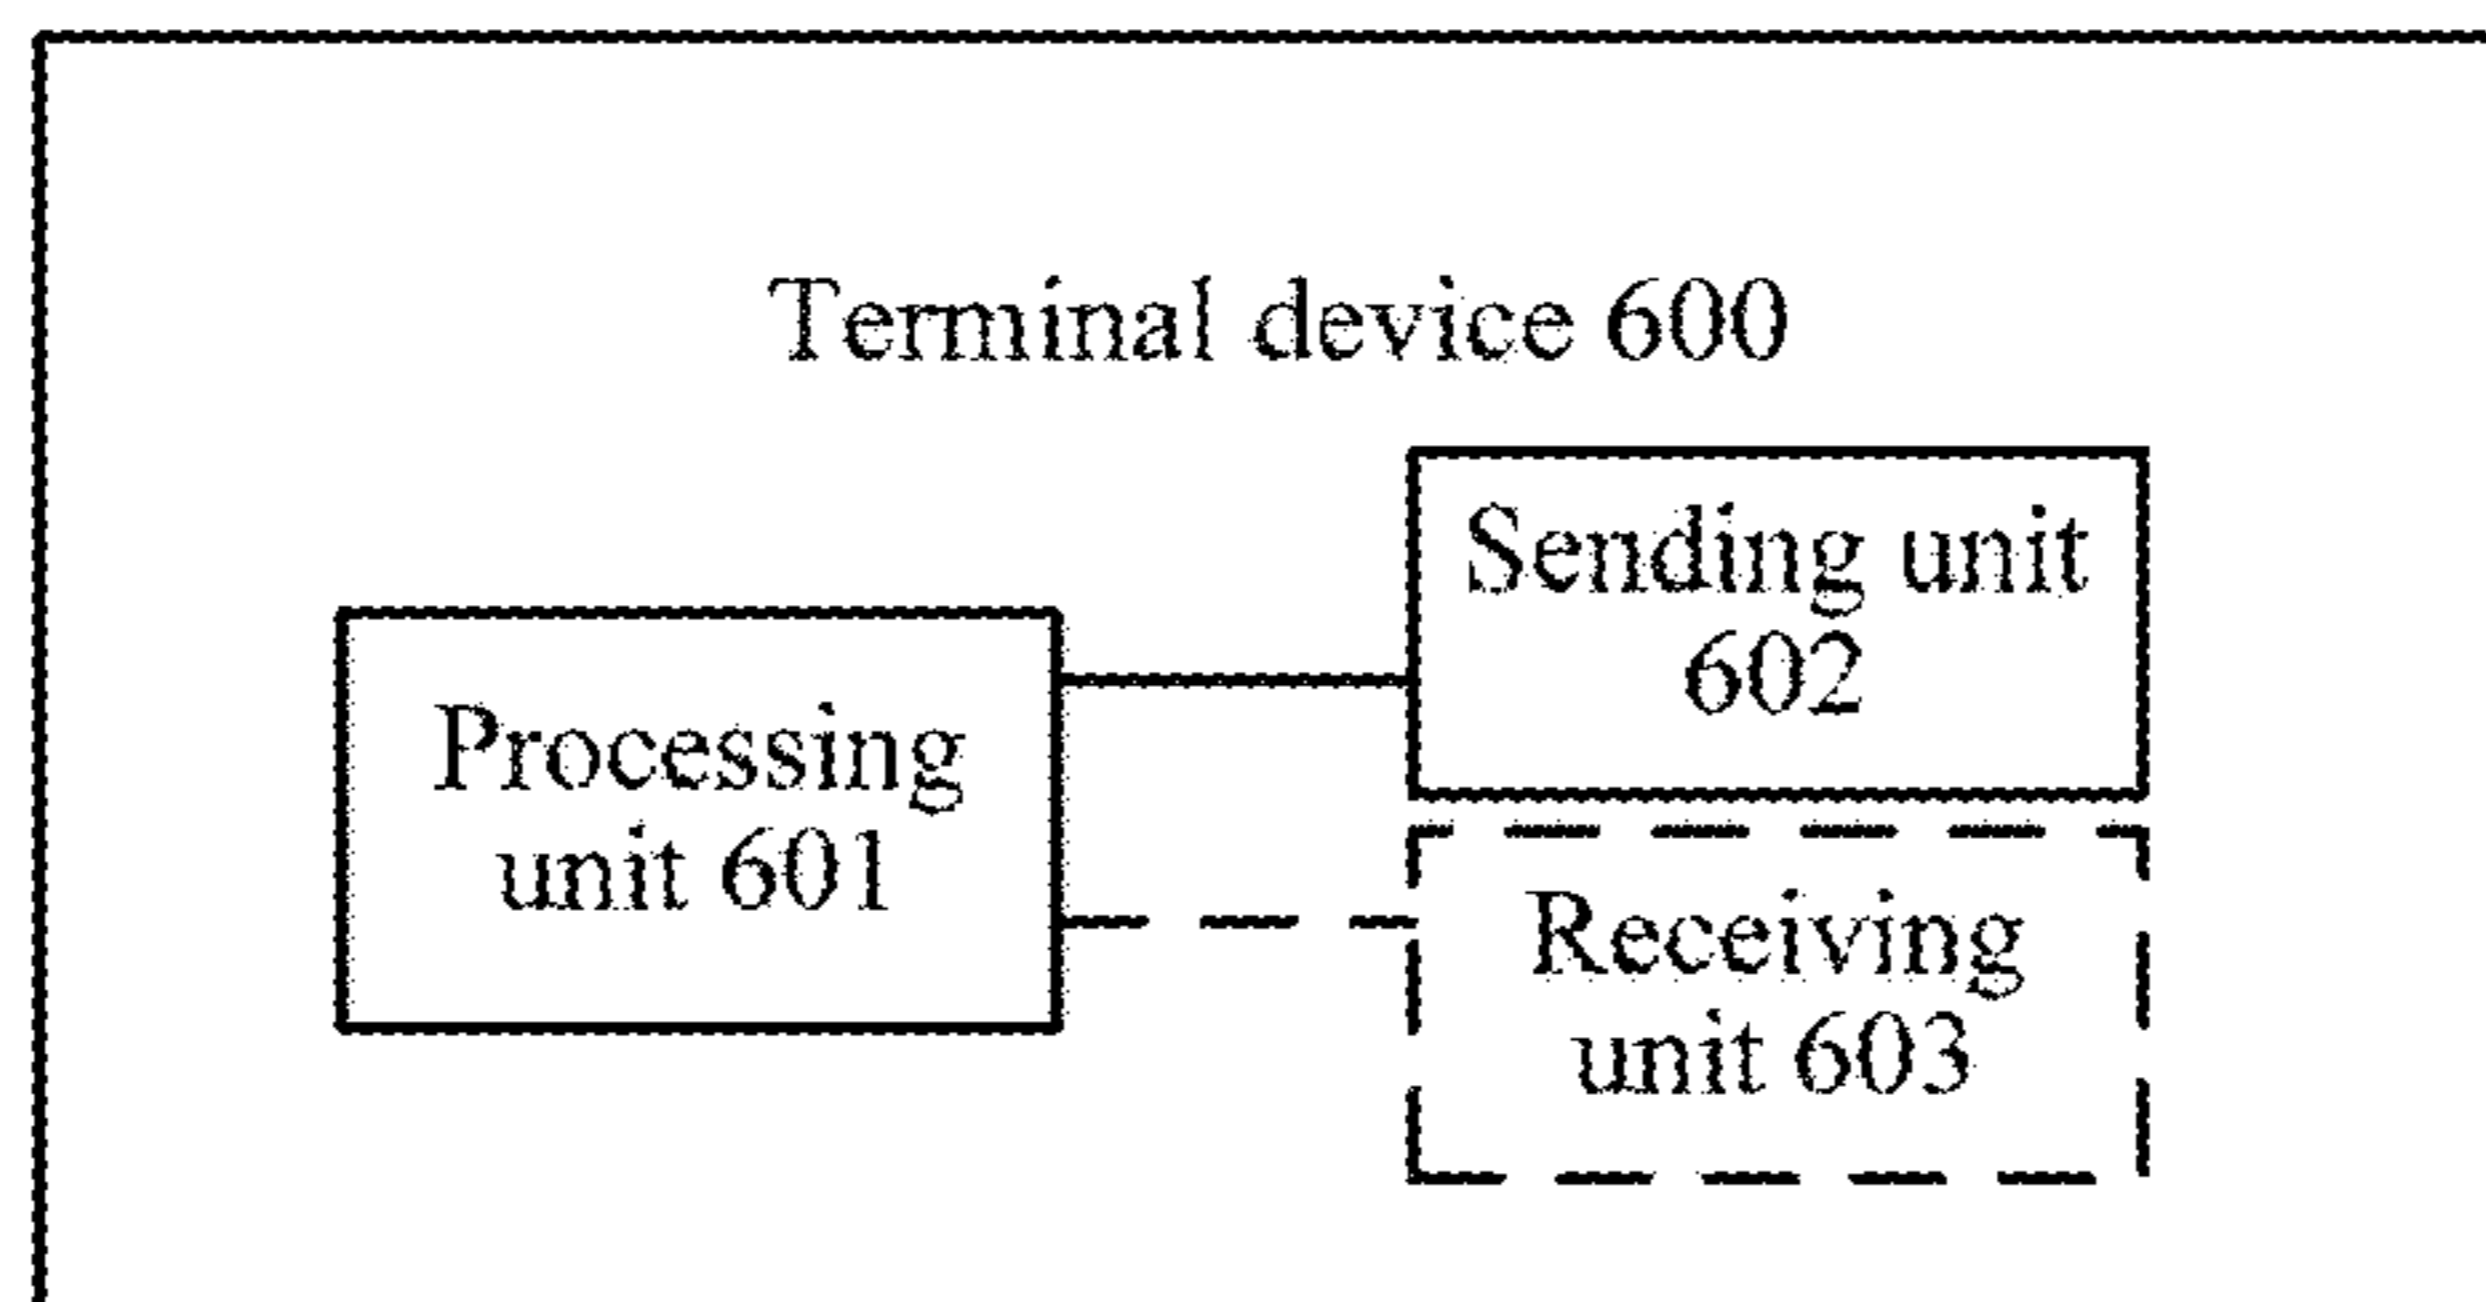 Terminal device 600
Sending unit
602
Processing
unit 601
Receiving
unit 603